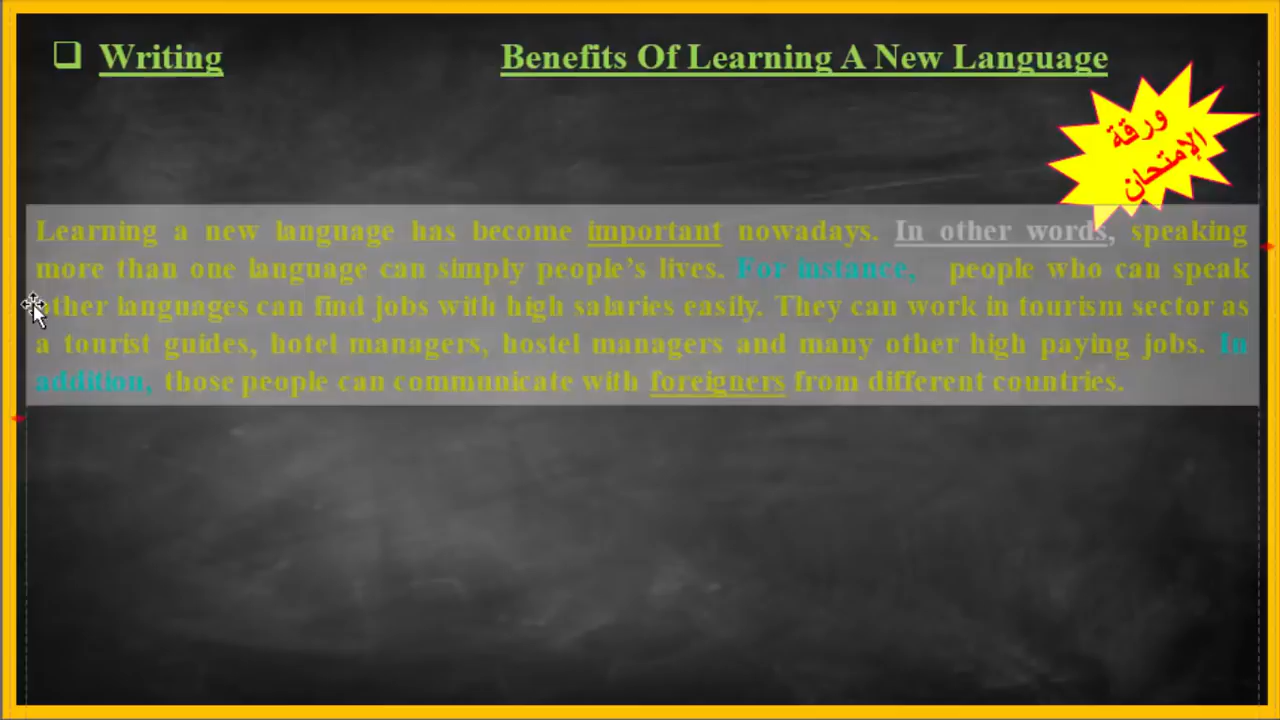 Writing
Benefits Of Learning A New Language
ورقة
الإمتحان
Learning a new language has become important nowadays. In other words, speaking
more than one language can simply people's lives. For instance, people who can speak
other languages can find jobs with high salaries easily. They can work in tourism sector as
a tourist guides, hotel managers, hostel managers and many other high paying jobs. In
addition, those people can communicate with foreigners from different countries.